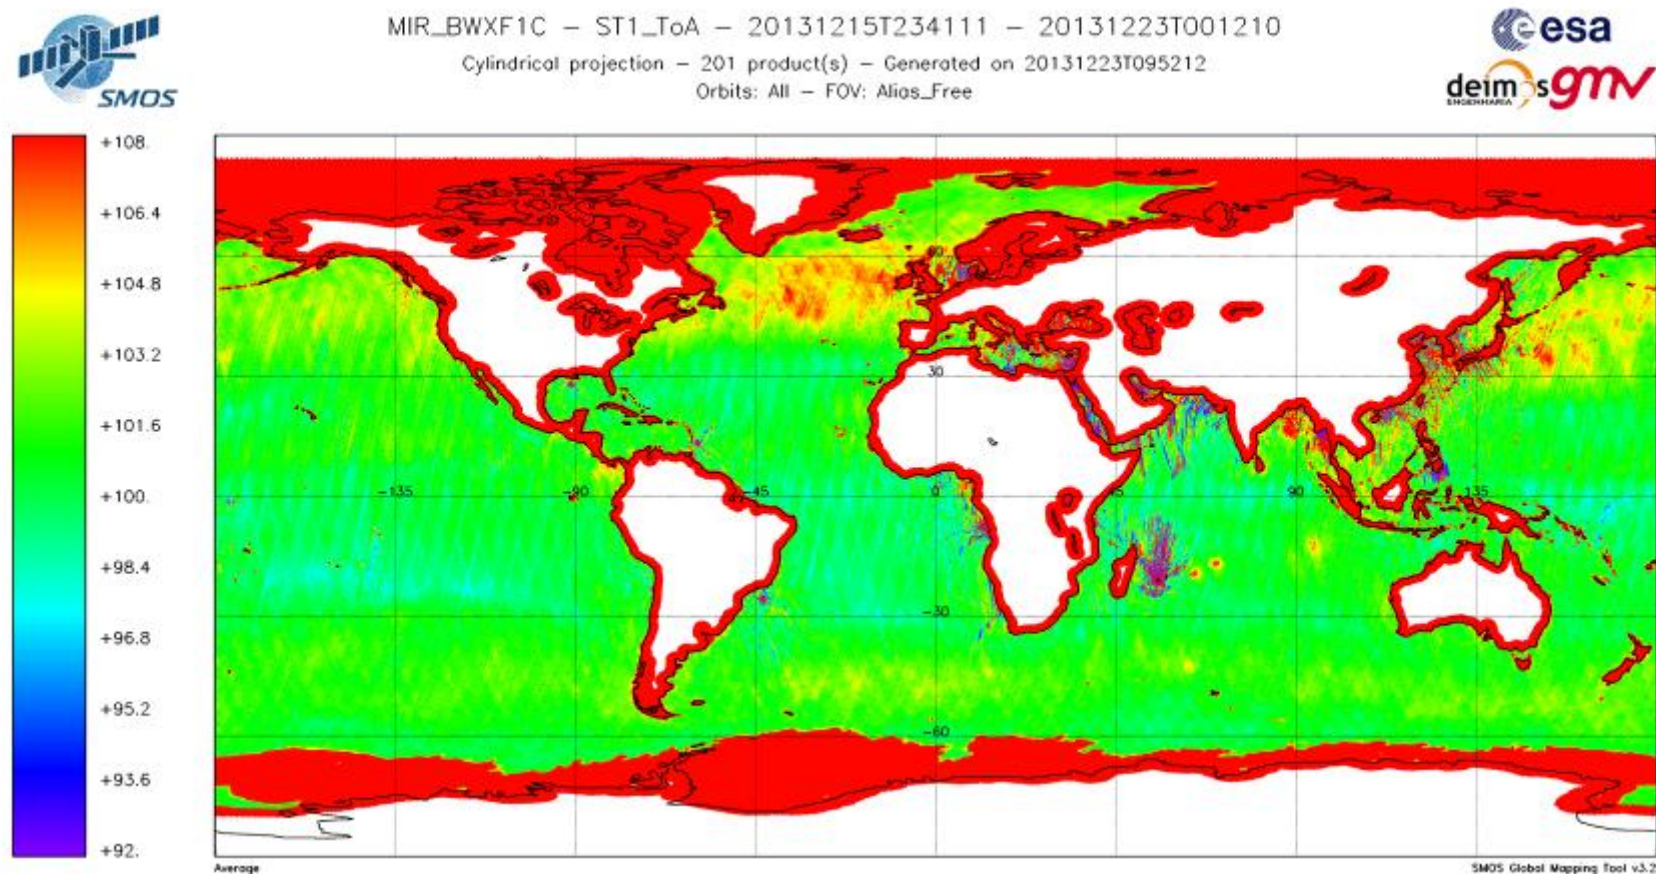 MIR_BWXF1C – ST1_ToA – 20131215T234111 – 20131223T001210
Cylindrical projection – 201 product(s) – Generated on 20131223T095212
Orbits: All – FOV: Alias_Free
SMOS
esa
deimos
ENGENHARIA
gmv
+108.
+106.4
+104.8
+103.2
+101.6
+100.
+98.4
+96.8
+95.2
+93.6
+92.
60
30
-135
-90
-45
0
45
90
135
-30
-60
Average
SMOS Global Mapping Tool v3.2